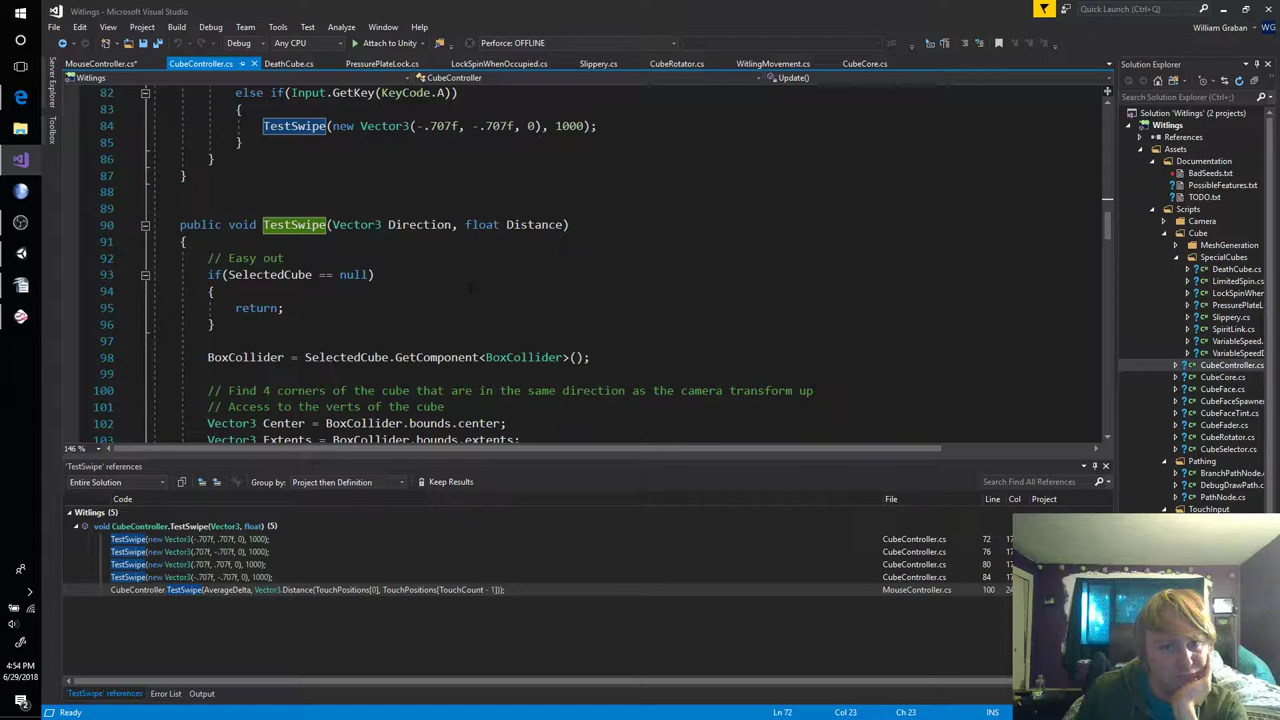 Witlings - Microsoft Visual Studio
Quick Launch (Ctrl+Q)
File Edit View Project Build Debug Team Tools Test Analyze Window Help
William Graban WG
Debug Any CPU Attach to Unity Perforce: OFFLINE
MouseController.cs* CubeController.cs DeathCube.cs PressurePlateLock.cs LockSpinWhenOccupied.cs Slippery.cs CubeRotator.cs WitlingMovement.cs CubeCore.cs
Witlings CubeController Update()
Server Explorer
Toolbox
82 else if(Input.GetKey(KeyCode.A))
83 {
84 TestSwipe(new Vector3(-.707f, -.707f, 0), 1000);
85 }
86 }
87 }
88
89
90 public void TestSwipe(Vector3 Direction, float Distance)
91 {
92 // Easy out
93 if(SelectedCube == null)
94 {
95 return;
96 }
97
98 BoxCollider = SelectedCube.GetComponent<BoxCollider>();
99
100 // Find 4 corners of the cube that are in the same direction as the camera transform up
101 // Access to the verts of the cube
102 Vector3 Center = BoxCollider.bounds.center;
103 Vector3 Extents = BoxCollider.bounds.extents;
146 %
Solution Explorer
Search Solution Explorer (Ctrl+;)
Solution 'Witlings' (2 projects)
Witlings
References
Assets
Documentation
BadSeeds.txt
PossibleFeatures.txt
TODO.txt
Scripts
Camera
Cube
MeshGeneration
SpecialCubes
DeathCube.cs
LimitedSpin.c
LockSpinWhe
PressurePlateL
Slippery.cs
SpiritLink.cs
VariableSpeed
VariableSpeedD
CubeController.cs
CubeCore.cs
CubeFace.cs
CubeFaceSpawne
CubeFaceTint.cs
CubeFader.cs
CubeRotator.cs
CubeSelector.cs
Pathing
BranchPathNode.
DebugDrawPath.c
PathNode.cs
TouchInput
'TestSwipe' references
Entire Solution Group by: Project then Definition Keep Results Search Find All References
Code File Line Col Project
Witlings (5)
void CubeController.TestSwipe(Vector3, float) (5)
TestSwipe(new Vector3(-.707f, .707f, 0), 1000); CubeController.cs 72 17
TestSwipe(new Vector3(.707f, -.707f, 0), 1000); CubeController.cs 76 17
TestSwipe(new Vector3(.707f, .707f, 0), 1000); CubeController.cs 80 17
TestSwipe(new Vector3(-.707f, -.707f, 0), 1000); CubeController.cs 84 17
CubeController.TestSwipe(AverageDelta, Vector3.Distance(TouchPositions[0], TouchPositions[TouchCount - 1])); MouseController.cs 100 24
'TestSwipe' references Error List Output
Ready Ln 72 Col 23 Ch 23 INS
4:54 PM
6/29/2018
2